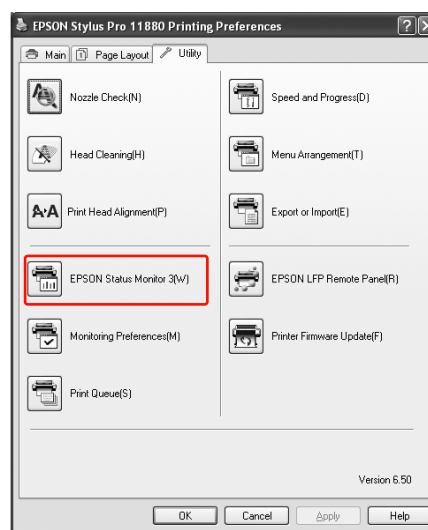 EPSON Stylus Pro 11880 Printing Preferences
Main Page Layout Utility
Nozzle Check(N)
Speed and Progress(D)
Head Cleaning(H)
Menu Arrangement(T)
Print Head Alignment(P)
Export or Import(E)
EPSON Status Monitor 3(W)
EPSON LFP Remote Panel(R)
Monitoring Preferences(M)
Printer Firmware Update(F)
Print Queue(S)
Version 6.50
OK Cancel Apply Help